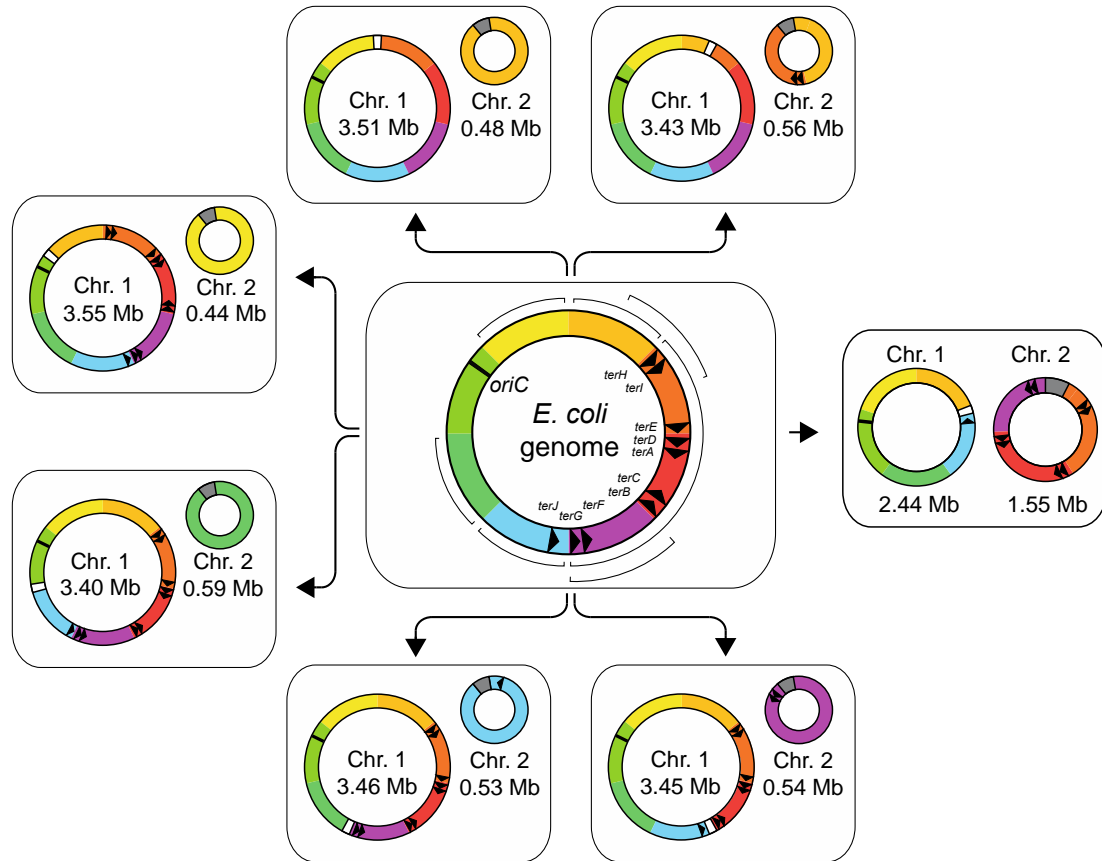 Chr. 1
3.51 Mb
Chr. 2
0.48 Mb
Chr. 1
3.43 Mb
Chr. 2
0.56 Mb
Chr. 1
3.55 Mb
Chr. 2
0.44 Mb
oriC
E. coli
genome
terH
terI
terE
terD
terA
terC
terB
terF
terG
terJ
Chr. 1
2.44 Mb
Chr. 2
1.55 Mb
Chr. 1
3.40 Mb
Chr. 2
0.59 Mb
Chr. 1
3.46 Mb
Chr. 2
0.53 Mb
Chr. 1
3.45 Mb
Chr. 2
0.54 Mb